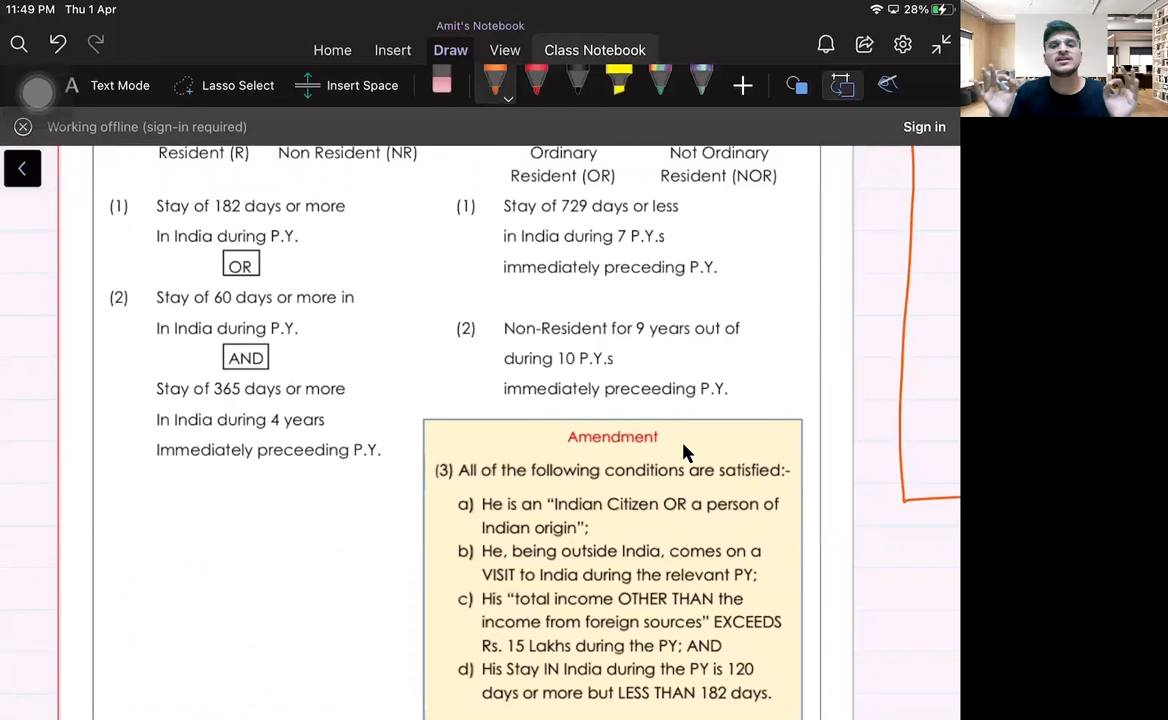 11:49 PM Thu 1 Apr
28%
Amit's Notebook
Home Insert Draw View Class Notebook
A Text Mode Lasso Select Insert Space
Working offline (sign-in required) Sign in
Resident (R) Non Resident (NR)
Ordinary
Resident (OR)
Not Ordinary
Resident (NOR)
(1) Stay of 182 days or more
In India during P.Y.
OR
(2) Stay of 60 days or more in
In India during P.Y.
AND
Stay of 365 days or more
In India during 4 years
Immediately preceeding P.Y.
(1) Stay of 729 days or less
in India during 7 P.Y.s
immediately preceding P.Y.
(2) Non-Resident for 9 years out of
during 10 P.Y.s
immediately preceeding P.Y.
Amendment
(3) All of the following conditions are satisfied:-
a) He is an “Indian Citizen OR a person of
Indian origin”;
b) He, being outside India, comes on a
VISIT to India during the relevant PY;
c) His “total income OTHER THAN the
income from foreign sources” EXCEEDS
Rs. 15 Lakhs during the PY; AND
d) His Stay IN India during the PY is 120
days or more but LESS THAN 182 days.